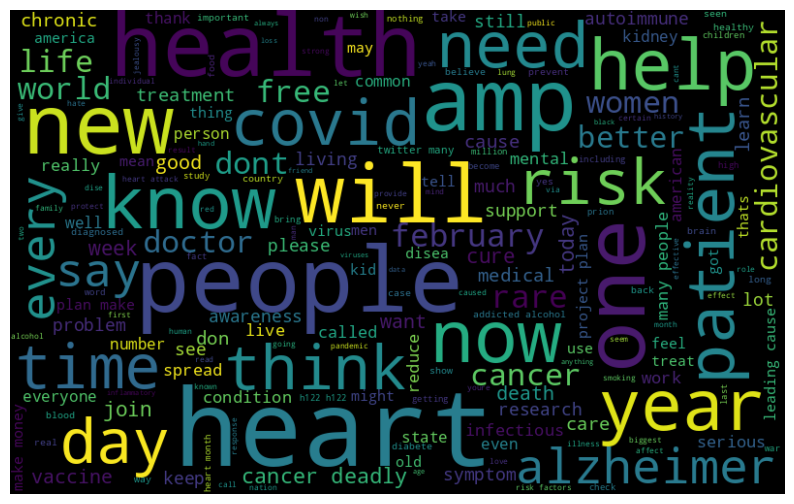 chronic
health
need
thank
important
always
non
wish
nothing
public
seen
healthy
children
america
jealousy
loss
strong
yeah
take
still
autoimmune
kidney
help
life
world
treatment
free
may
individual
food
let
believe
lung
prevent
cant
new
covid
amp
women
cardiovascular
give
hate
thing
person
hand
common
twitter many
million
black
certain
history
better
learn
really
mean
good
dont
living
cause
mental
including
american
high
patient
know
will
risk
every
heart attack
study
country
result
friend
never
tell
much
yes
via
become
support
two
family
dise
protect
red
bring
provide
mind
prion
brain
reality
thats
well
diagnosed
virus
men
february
today
one
many people
got
week
doctor
please
kid
disea
cure
medical
project plan
back
role
effective
say
people
fact
viruses
man
data
rare
long
effect
plan make
word
awareness
case
caused
addicted alcohol
lot
problem
first
don
live
want
now
month
alcohol
number
human
called
going
pandemic
reduce
use
feel
seem
anything
time
see
think
might
read
show
cancer
treat
leading cause
spread
known
youre
smoking
work
year
last
everyone
inflammatory
condition
h122 h122
getting
death
blood
join
heart
state
research
care
day
real
response
diabete
infectious
illness
biggest
war
make money
even
affect
serious
vaccine
way
keep
heart month
cancer deadly
call
nation
age
old
symptom
love
risk factors
check
alzheimer